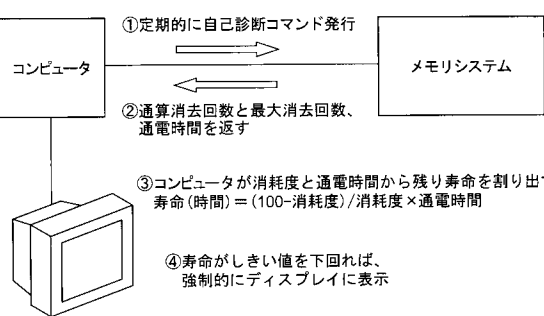 ①定期的に自己診断コマンド発行
コンピュータ
メモリシステム
②通算消去回数と最大消去回数、
通電時間を返す
③コンピュータが消耗度と通電時間から残り寿命を割り出
寿命(時間)=(100-消耗度)/消耗度×通電時間
④寿命がしきい値を下回れば、
強制的にディスプレイに表示